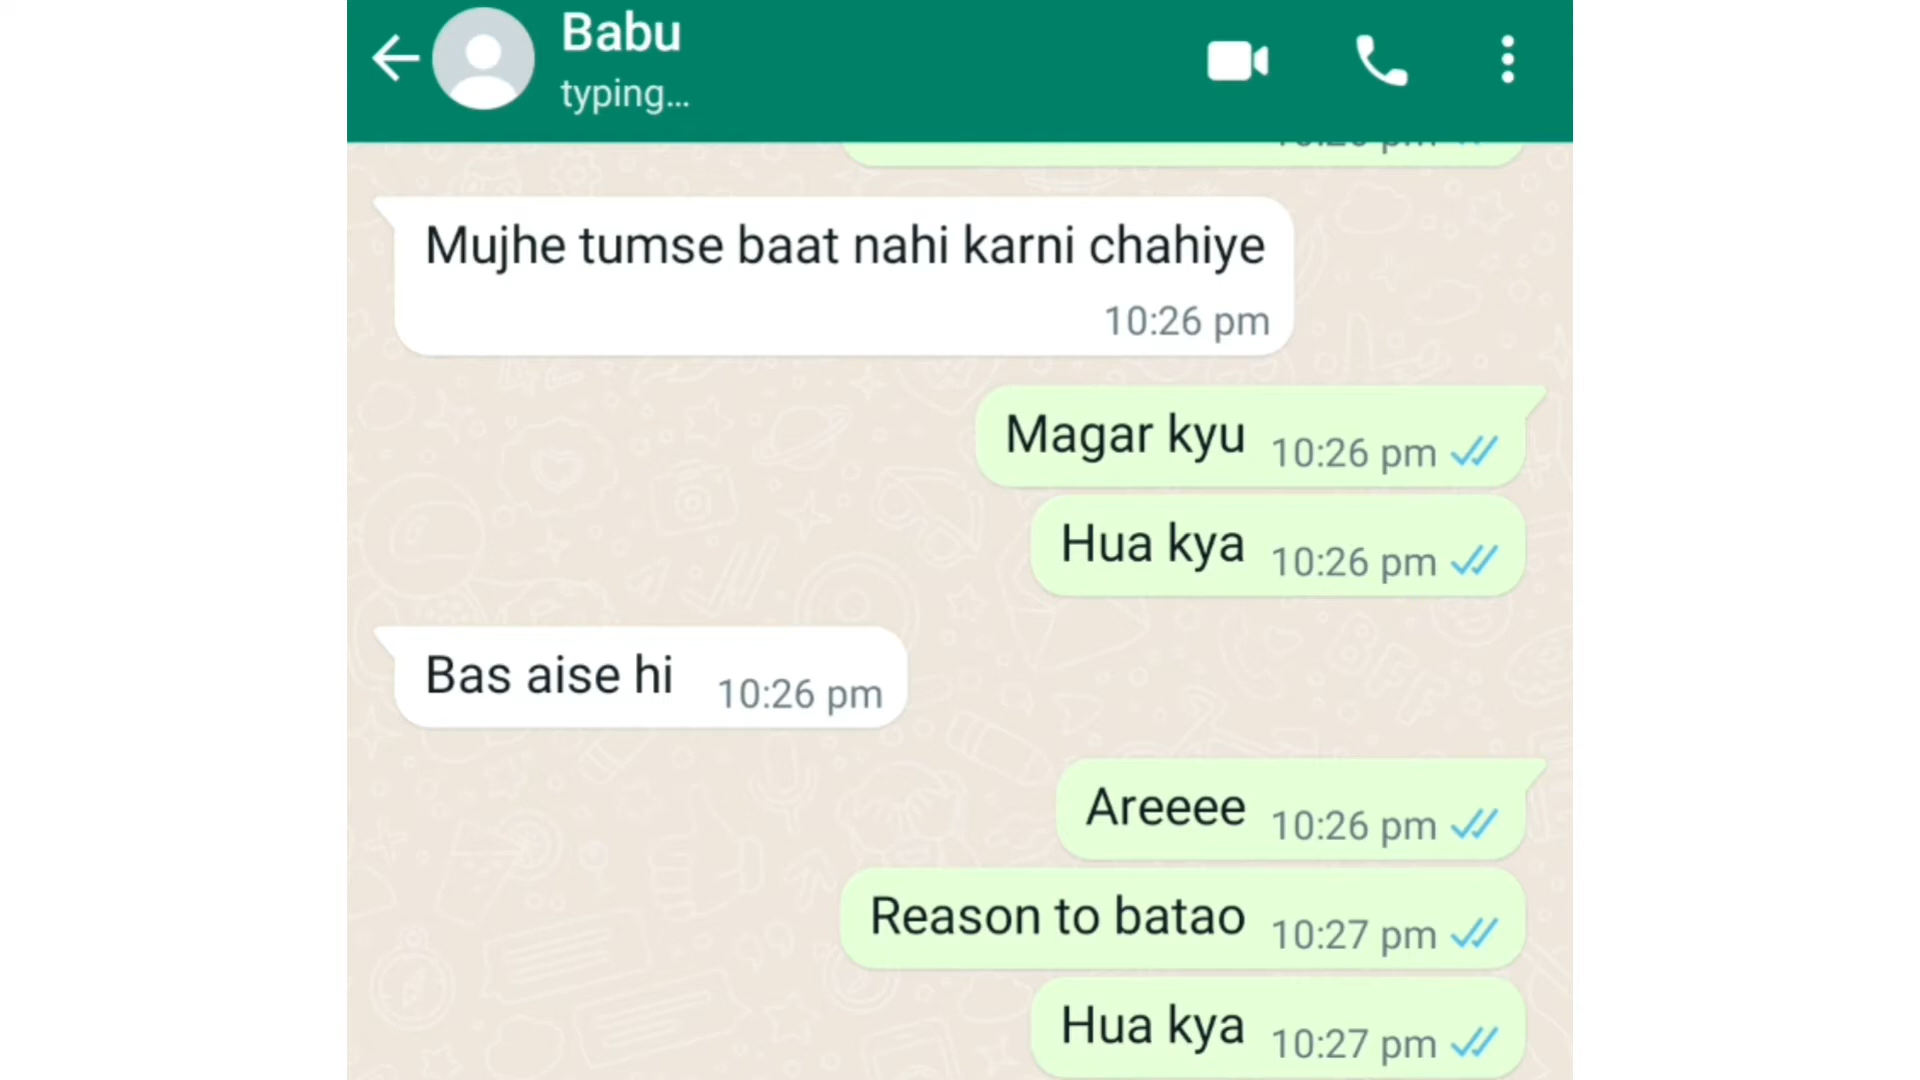 Babu
typing...
Mujhe tumse baat nahi karni chahiye
10:26 pm
Magar kyu 10:26 pm
Hua kya 10:26 pm
Bas aise hi 10:26 pm
Areeee 10:26 pm
Reason to batao 10:27 pm
Hua kya 10:27 pm